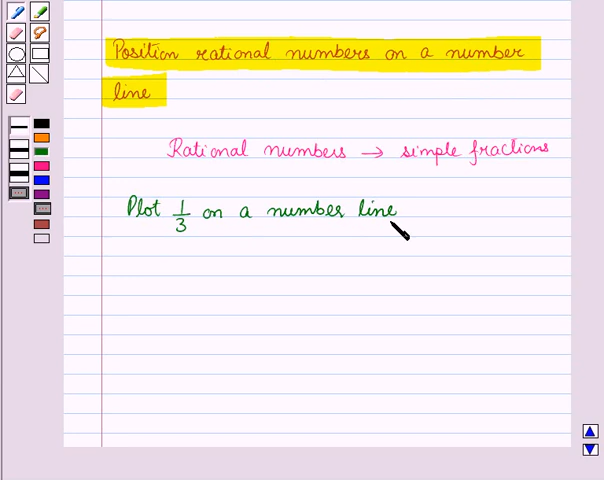 Position rational numbers on a number
line
Rational numbers → simple fractions
Plot 1/3 on a number line